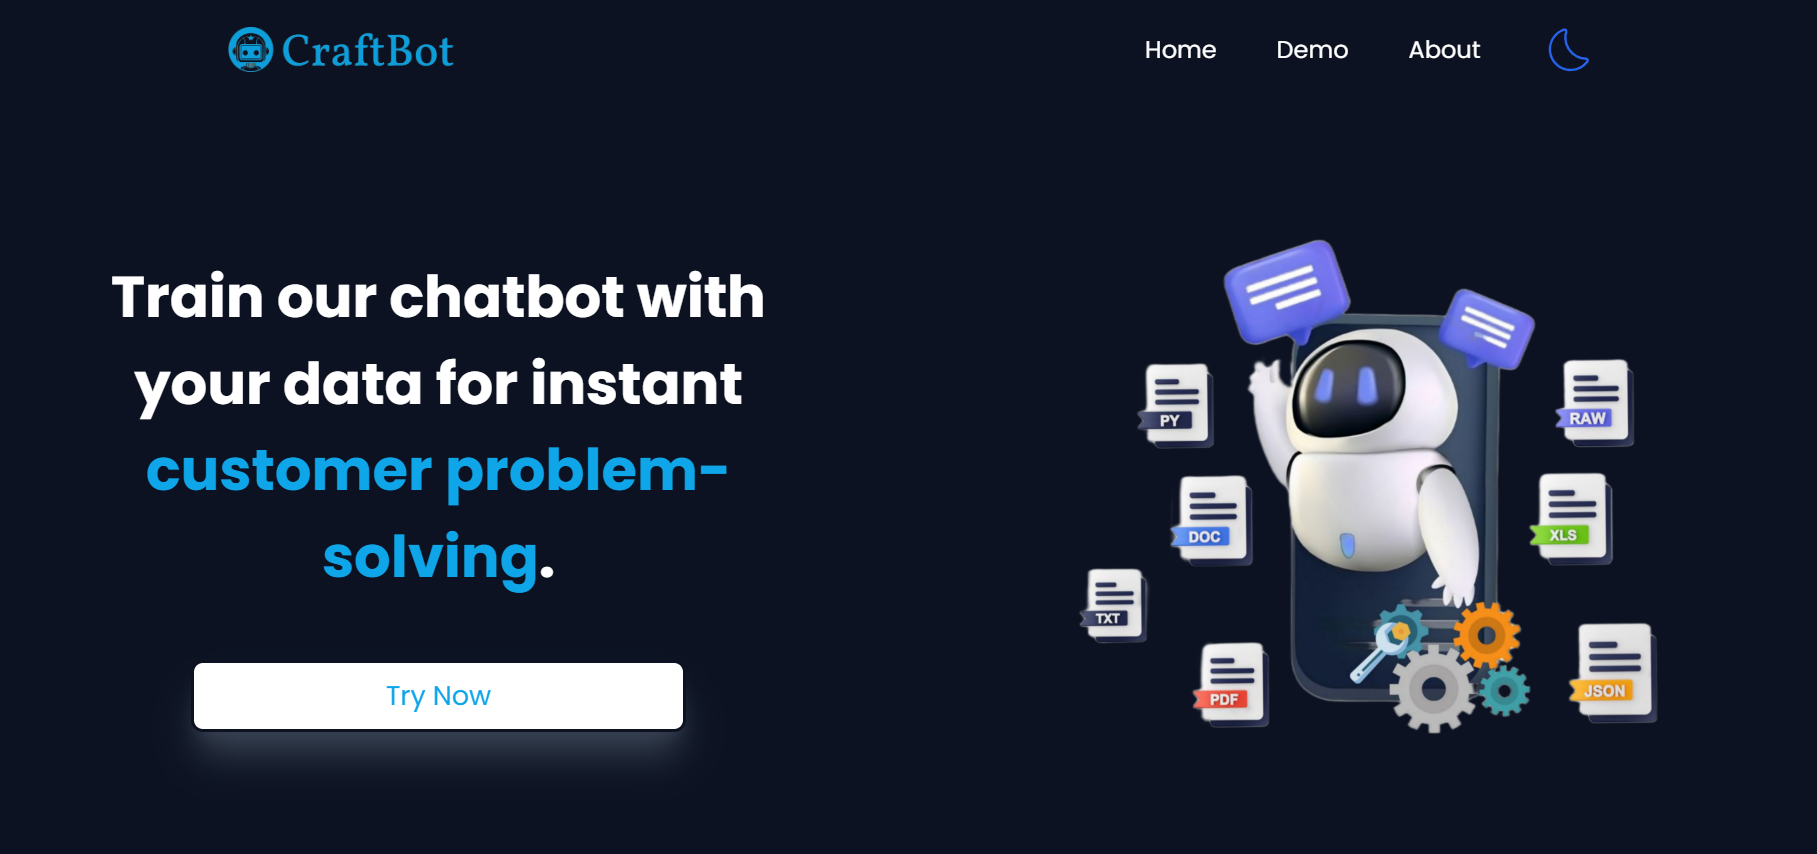 CraftBot
Home
Demo
About
Train our chatbot with
your data for instant
customer problem-
solving.
Try Now
PY
RAW
DOC
XLS
TXT
PDF
JSON